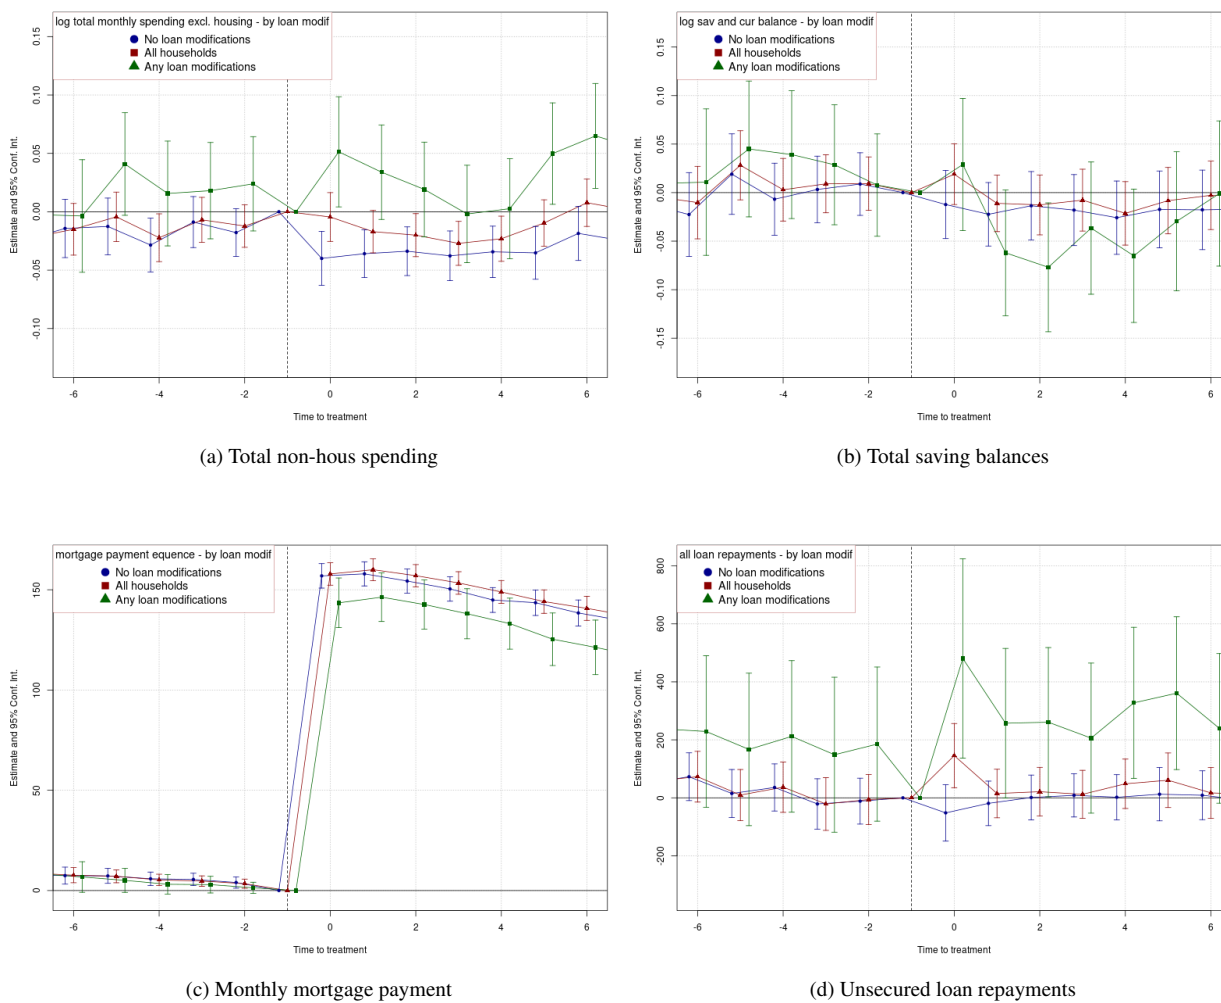 log total monthly spending excl. housing - by loan modif
No loan modifications
All households
Any loan modifications
Estimate and 95% Conf. Int.
0.15
0.10
0.05
0.00
-0.05
-0.10
-6
-4
-2
0
2
4
6
Time to treatment
(a) Total non-hous spending
log sav and cur balance - by loan modif
No loan modifications
All households
Any loan modifications
Estimate and 95% Conf. Int.
0.15
0.10
0.05
0.00
-0.05
-0.10
-0.15
-6
-4
-2
0
2
4
6
Time to treatment
(b) Total saving balances
mortgage payment equence - by loan modif
No loan modifications
All households
Any loan modifications
Estimate and 95% Conf. Int.
150
100
50
0
-6
-4
-2
0
2
4
6
Time to treatment
(c) Monthly mortgage payment
all loan repayments - by loan modif
No loan modifications
All households
Any loan modifications
Estimate and 95% Conf. Int.
800
600
400
200
0
-200
-6
-4
-2
0
2
4
6
Time to treatment
(d) Unsecured loan repayments